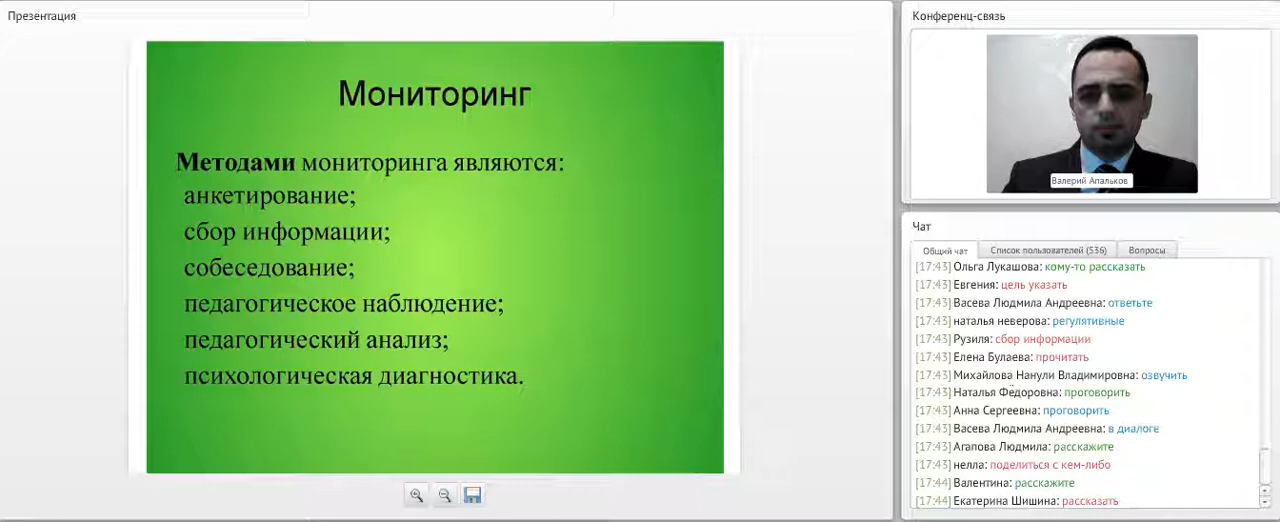 Презентация
Мониторинг
Методами мониторинга являются:
анкетирование;
сбор информации;
собеседование;
педагогическое наблюдение;
педагогический анализ;
психологическая диагностика.
Конференц-связь
Валерий Апальков
Чат
Общий чат
Список пользователей (536)
Вопросы
[17:43] Ольга Лукашова: кому-то рассказать
[17:43] Евгения: цель указать
[17:43] Васева Людмила Андреевна: ответьте
[17:43] наталья неверова: регулятивные
[17:43] Рузиля: сбор информации
[17:43] Елена Булаева: прочитать
[17:43] Михайлова Нанули Владимировна: озвучить
[17:43] Наталья Фёдоровна: проговорить
[17:43] Анна Сергеевна: проговорить
[17:43] Васева Людмила Андреевна: в диалоге
[17:43] Агапова Людмила: расскажите
[17:43] нелла: поделиться с кем-либо
[17:44] Валентина: расскажите
[17:44] Екатерина Шишина: рассказать